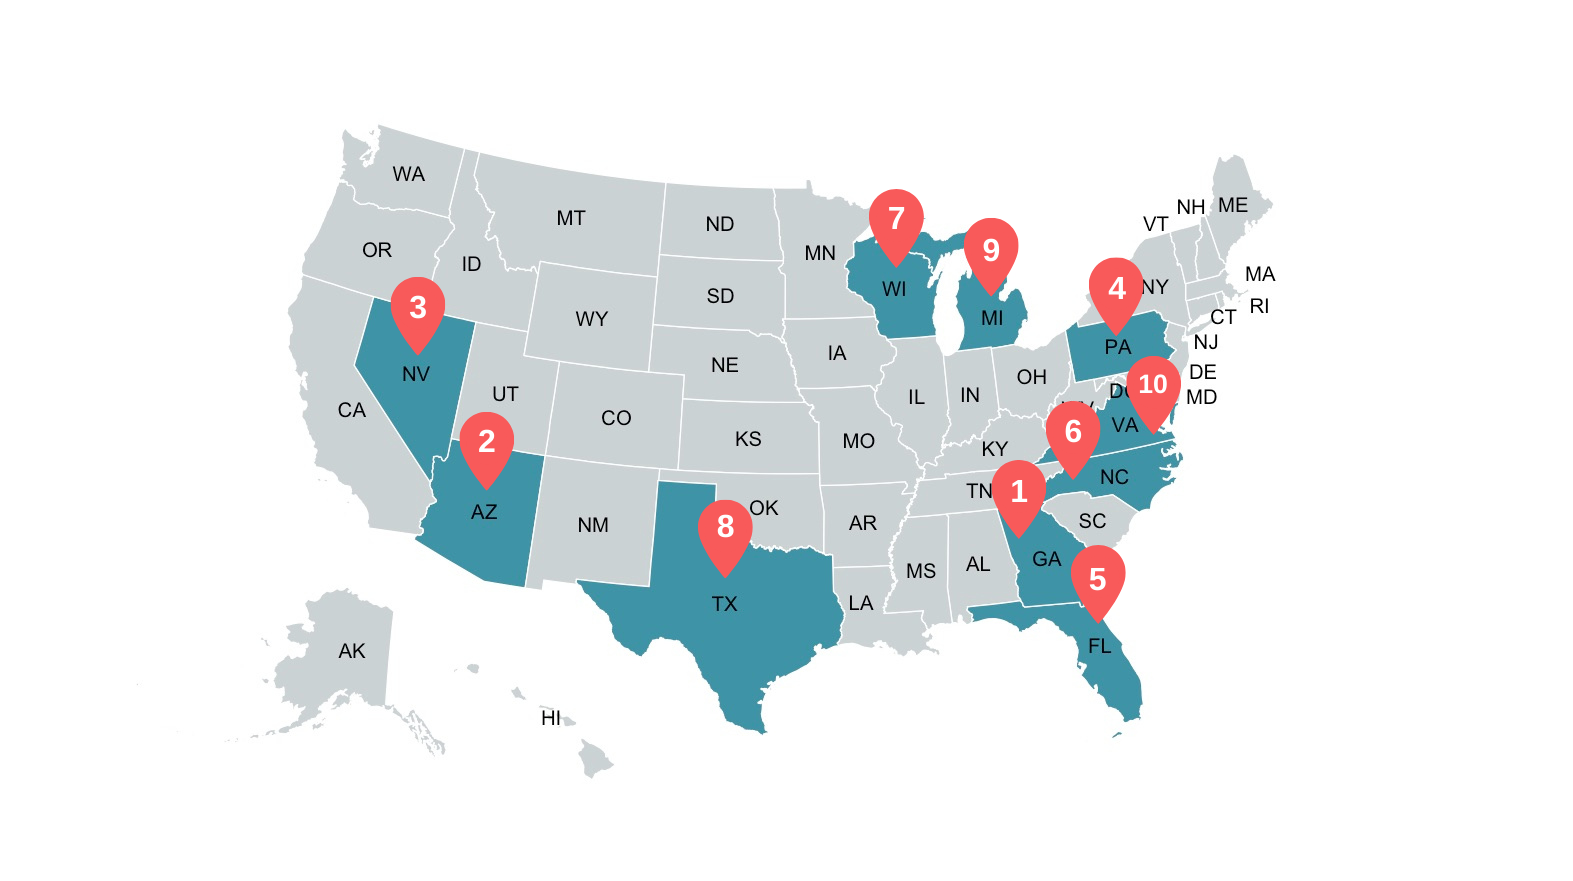 WA
MT
ND
MN
OR
ID
SD
WY
7
WI
9
MI
VT
NH
ME
4
NY
MA
RI
CT
NJ
PA
3
NV
CA
UT
CO
NE
IA
IL
IN
OH
10
DE
MD
VA
6
KY
NC
KS
MO
2
AZ
NM
OK
8
TX
AR
TN
1
SC
GA
5
FL
MS
AL
LA
AK
HI